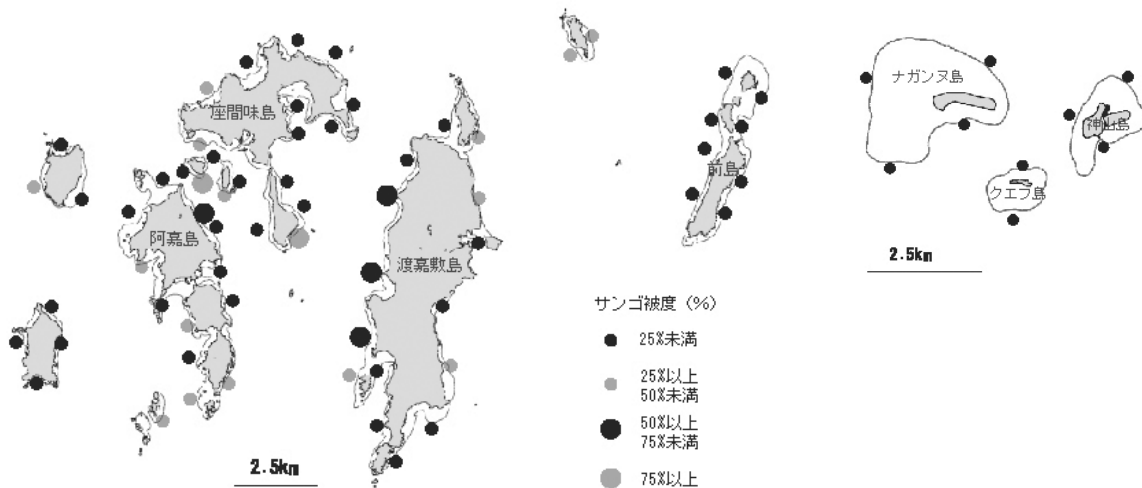 座間味島
阿嘉島
渡嘉敷島
2.5km
前島
ナガンヌ島
神山島
クエフ島
2.5km
サンゴ被度（%）
25%未満
25%以上
50%未満
50%以上
75%未満
75%以上